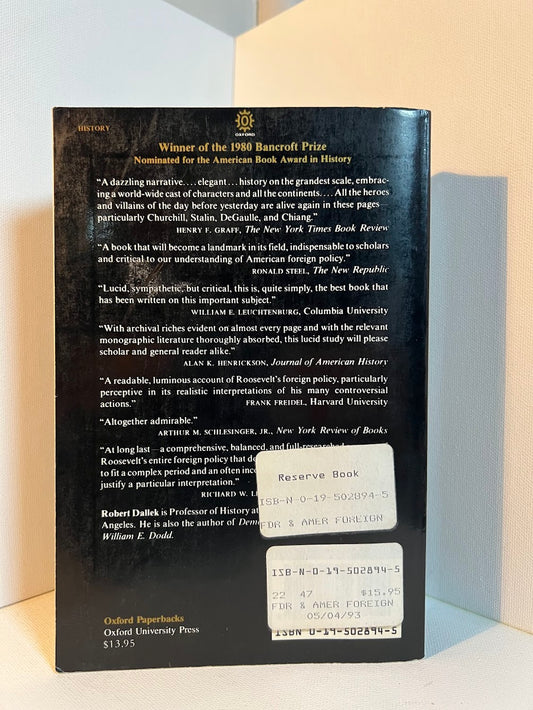 HISTORY
OXFORD
Winner of the 1980 Bancroft Prize
Nominated for the American Book Award in History
“A dazzling narrative.... elegant... history on the grandest scale, embrac-
ing a world-wide cast of characters and all the continents.... All the heroes
and villains of the day before yesterday are alive again in these pages
particularly Churchill, Stalin, DeGaulle, and Chiang.”
HENRY F. GRAFF, The New York Times Book Review
“A book that will become a landmark in its field, indispensable to scholars
and critical to our understanding of American foreign policy.”
RONALD STEEL, The New Republic
“Lucid, sympathetic, but critical, this is, quite simply, the best book that
has been written on this important subject.”
WILLIAM E. LEUCHTENBURG, Columbia University
“With archival riches evident on almost every page and with the relevant
monographic literature thoroughly absorbed, this lucid study will please
scholar and general reader alike.”
ALAN K. HENRICKSON, Journal of American History
“A readable, luminous account of Roosevelt's foreign policy, particularly
perceptive in its realistic interpretations of his many controversial
actions.” FRANK FREIDEL, Harvard University
“Altogether admirable.”
ARTHUR M. SCHLESINGER, JR., New York Review of Books
“At long last—a comprehensive, balanced, and full-researched
Roosevelt's entire foreign policy that
to fit a complex period and an often
justify a particular interpretation.”
RICHARD W.
Robert Dallek is Professor of History at
Angeles. He is also the author of
William E. Dodd.
Reserve Book
ISB-N-0-19-502894-5
FDR & AMER FOREIGN
ISB-N-0-19-502894-5
22 47 $15.95
FDR & AMER FOREIGN
05/04/93
ISBN 0-19-502894-5
Oxford Paperbacks
Oxford University Press
$13.95